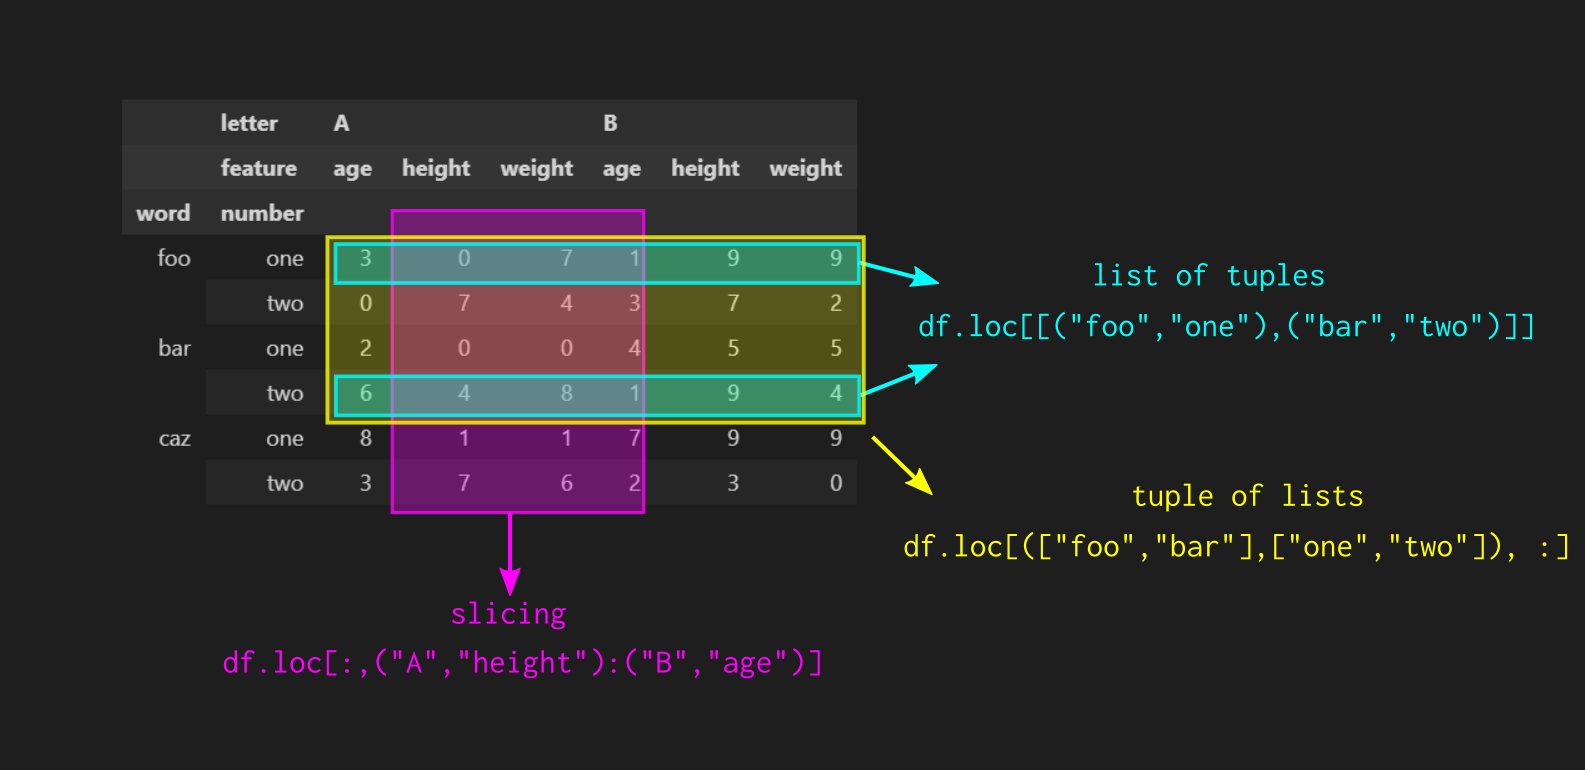 letter A B
feature age height weight age height weight
word number
foo one 3 0 7 1 9 9
two 0 7 4 3 7 2
bar one 2 0 0 4 5 5
two 6 4 8 1 9 4
caz one 8 1 1 7 9 9
two 3 7 6 2 3 0
list of tuples
df.loc[[("foo","one"),("bar","two")]]
tuple of lists
df.loc[(["foo","bar"],["one","two"]), :]
slicing
df.loc[:,("A","height"):("B","age")]